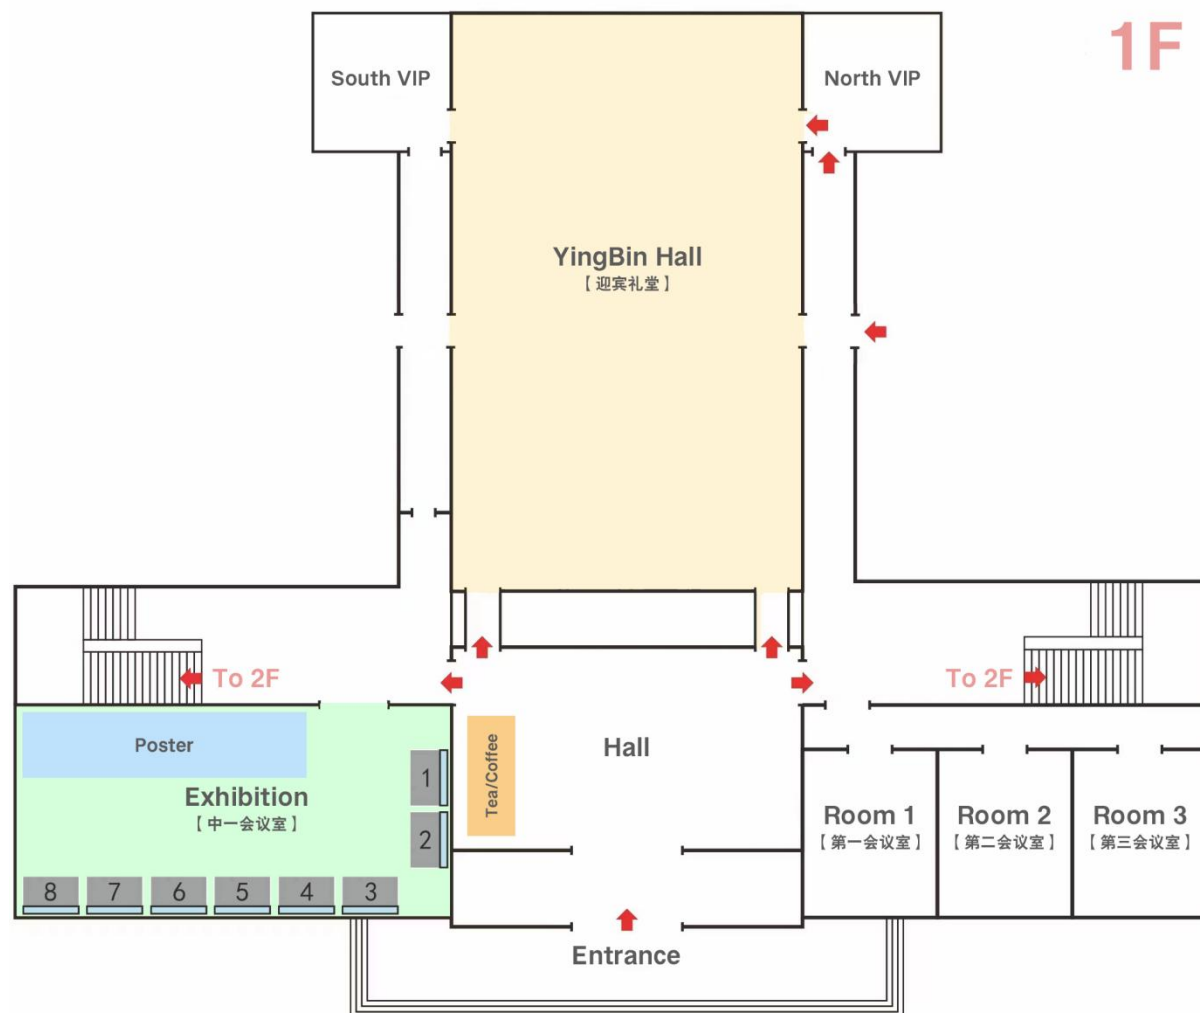 1F
South VIP
North VIP
YingBin Hall
【 迎宾礼堂 】
To 2F
To 2F
Poster
Exhibition
【 中一会议室 】
1
2
8
7
6
5
4
3
Tea/Coffee
Hall
Room 1
【 第一会议室 】
Room 2
【 第二会议室 】
Room 3
【 第三会议室 】
Entrance